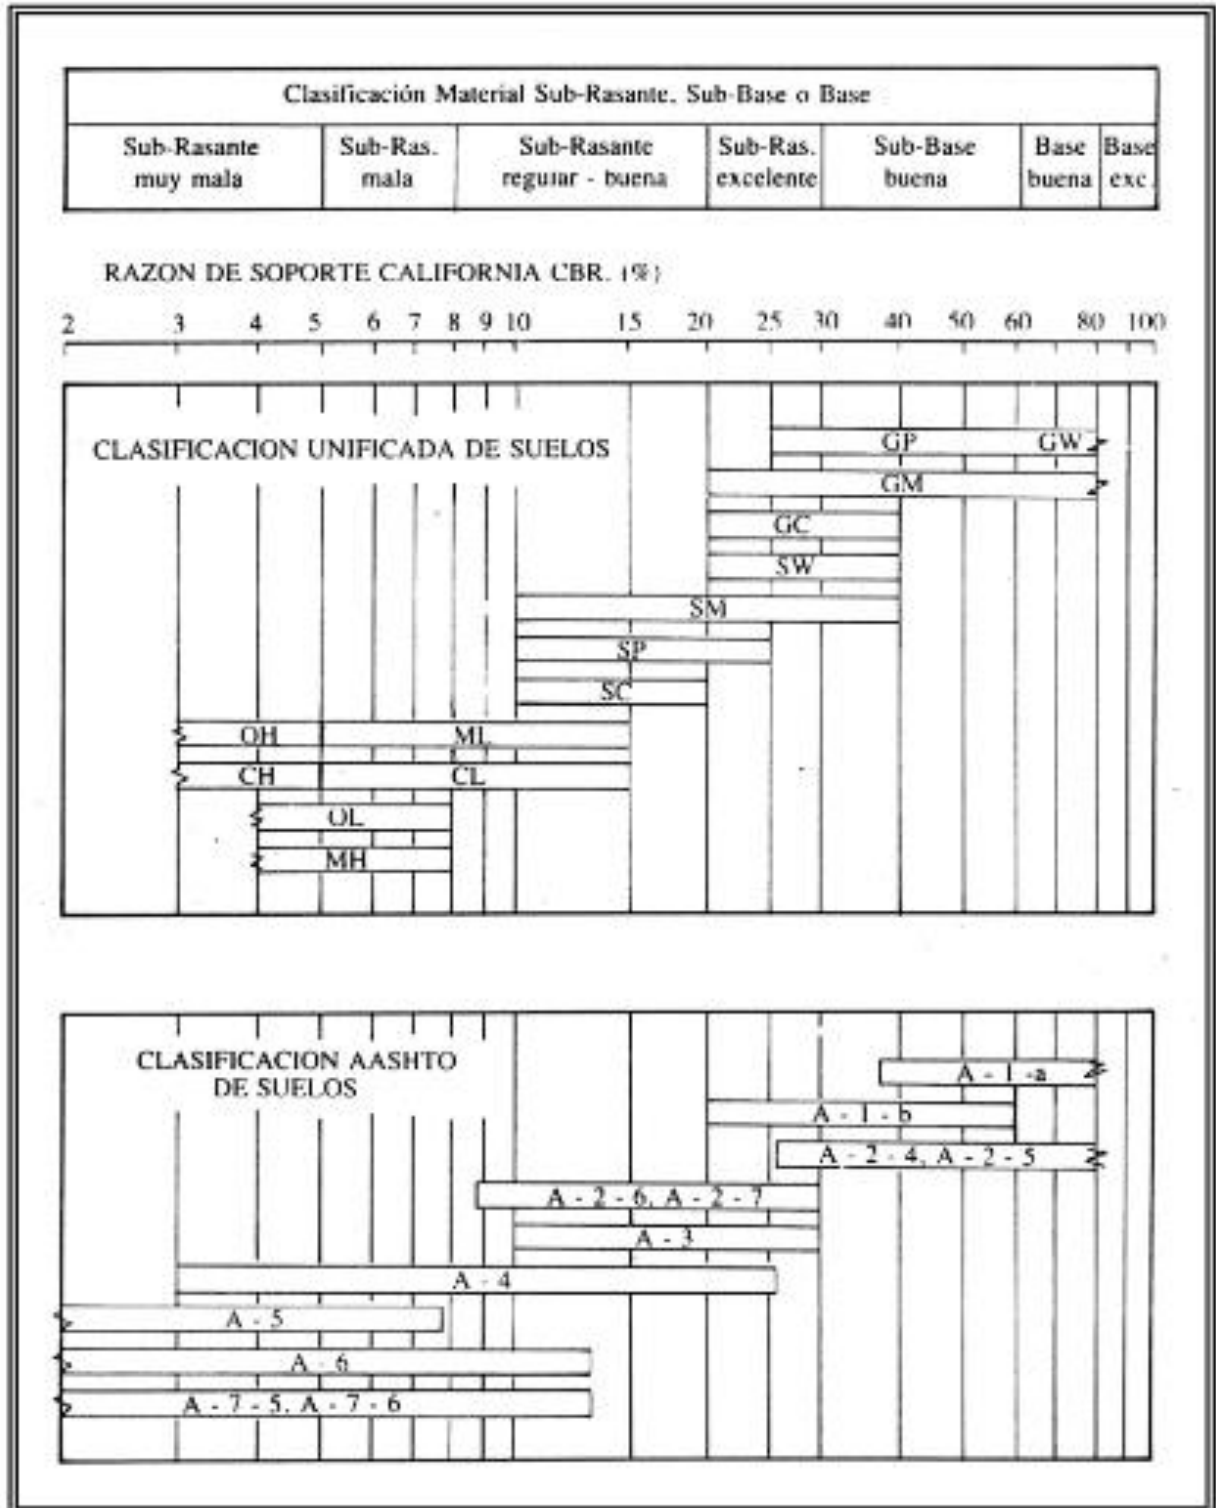 Clasificación Material Sub-Rasante, Sub-Base o Base
Sub-Rasante muy mala
Sub-Ras. mala
Sub-Rasante regular - buena
Sub-Ras. excelente
Sub-Base buena
Base buena
Base exc.
RAZON DE SOPORTE CALIFORNIA CBR. (%)
2 3 4 5 6 7 8 9 10 15 20 25 30 40 50 60 80 100
CLASIFICACION UNIFICADA DE SUELOS
GP GW
GM
GC
SW
SM
SP
SC
OH ML
CH CL
OL
MH
CLASIFICACION AASHTO
DE SUELOS
A - 1 -a
A - 1 - b
A - 2 - 4, A - 2 - 5
A - 2 - 6, A - 2 - 7
A - 3
A - 4
A - 5
A - 6
A - 7 - 5, A - 7 - 6